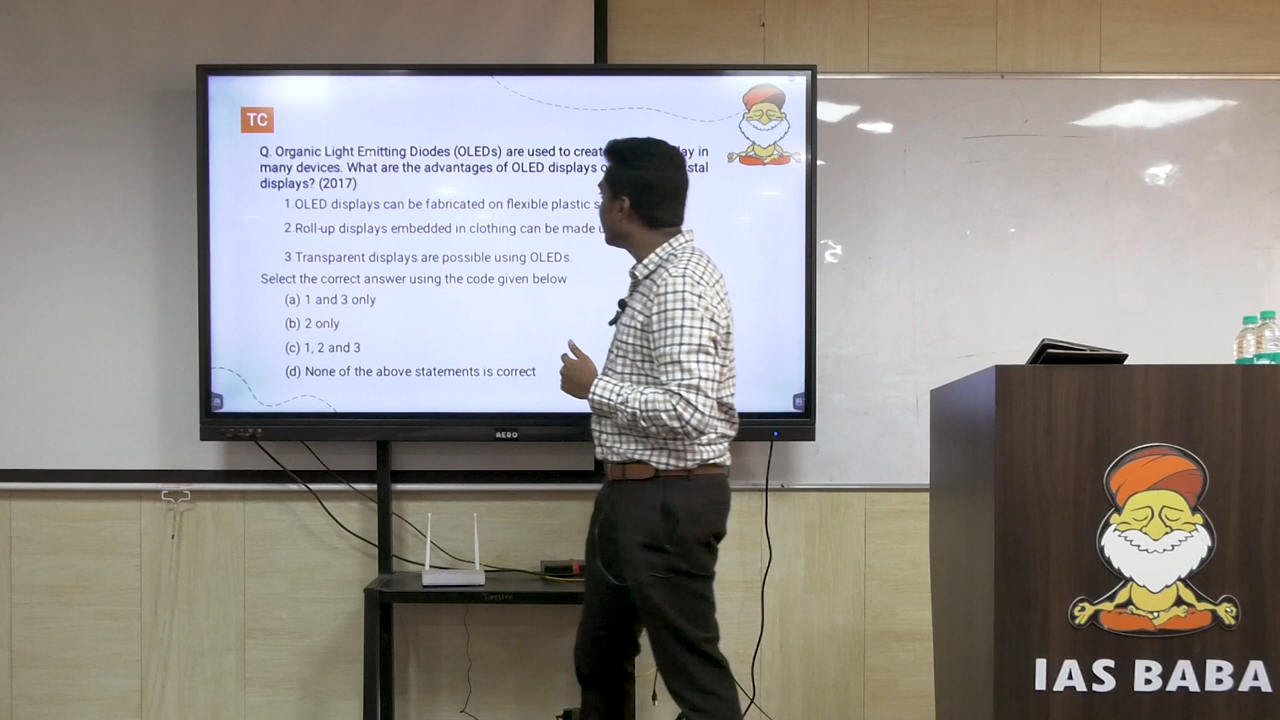 TC
Q. Organic Light Emitting Diodes (OLEDs) are used to create in
many devices. What are the advantages of OLED displays
displays? (2017)
1.OLED displays can be fabricated on flexible plastic
2.Roll-up displays embedded in clothing can be made
3.Transparent displays are possible using OLEDs.
Select the correct answer using the code given below
(a) 1 and 3 only
(b) 2 only
(c) 1, 2 and 3
(d) None of the above statements is correct
AERO
IAS BABA